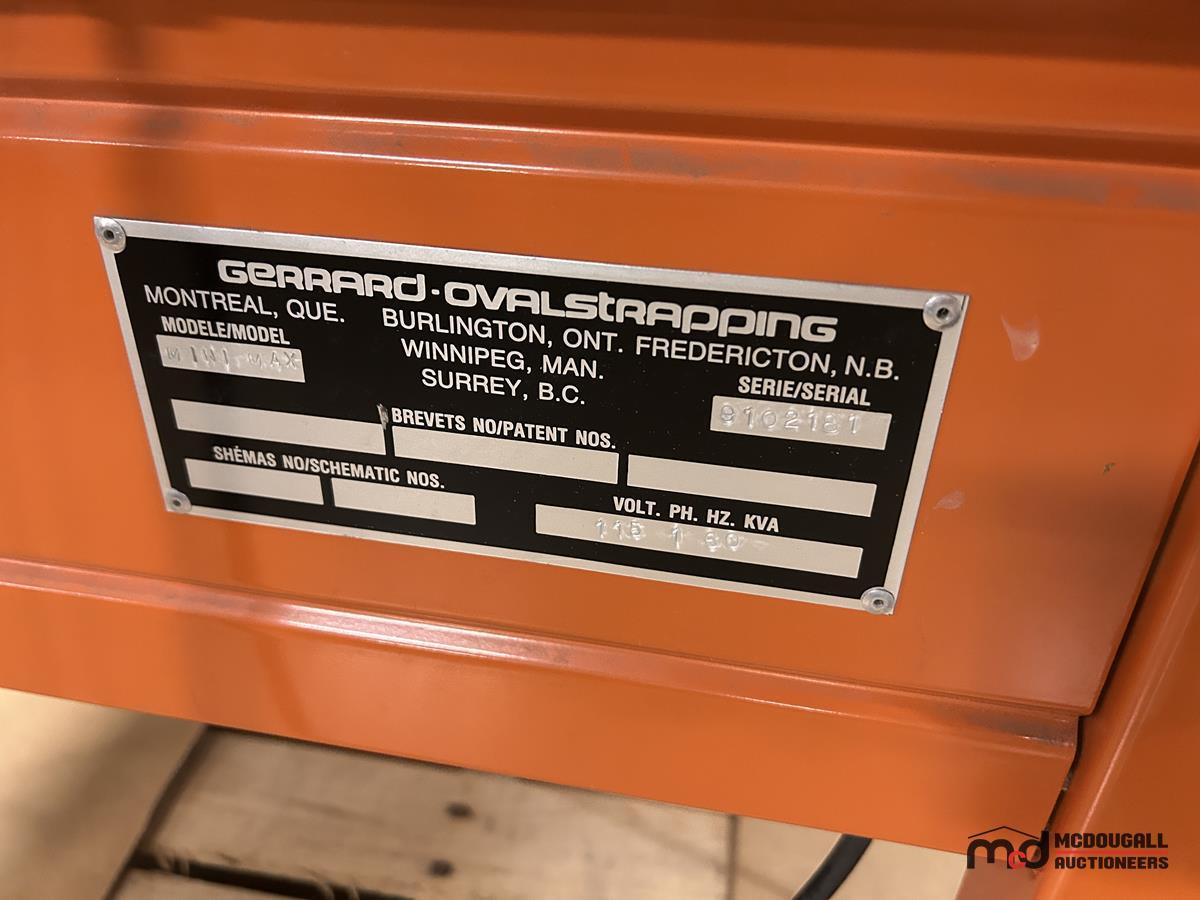 GERRARD-OVALSTRAPPING
MONTREAL, QUE. BURLINGTON, ONT. FREDERICTON, N.B.
WINNIPEG, MAN.
SURREY, B.C.
MODELE/MODEL
MINI MAX
SERIE/SERIAL
9102181
BREVETS NO/PATENT NOS.
SHÉMAS NO/SCHEMATIC NOS.
VOLT. PH. HZ. KVA
115 1 60
mcd MCDOUGALL
AUCTIONEERS